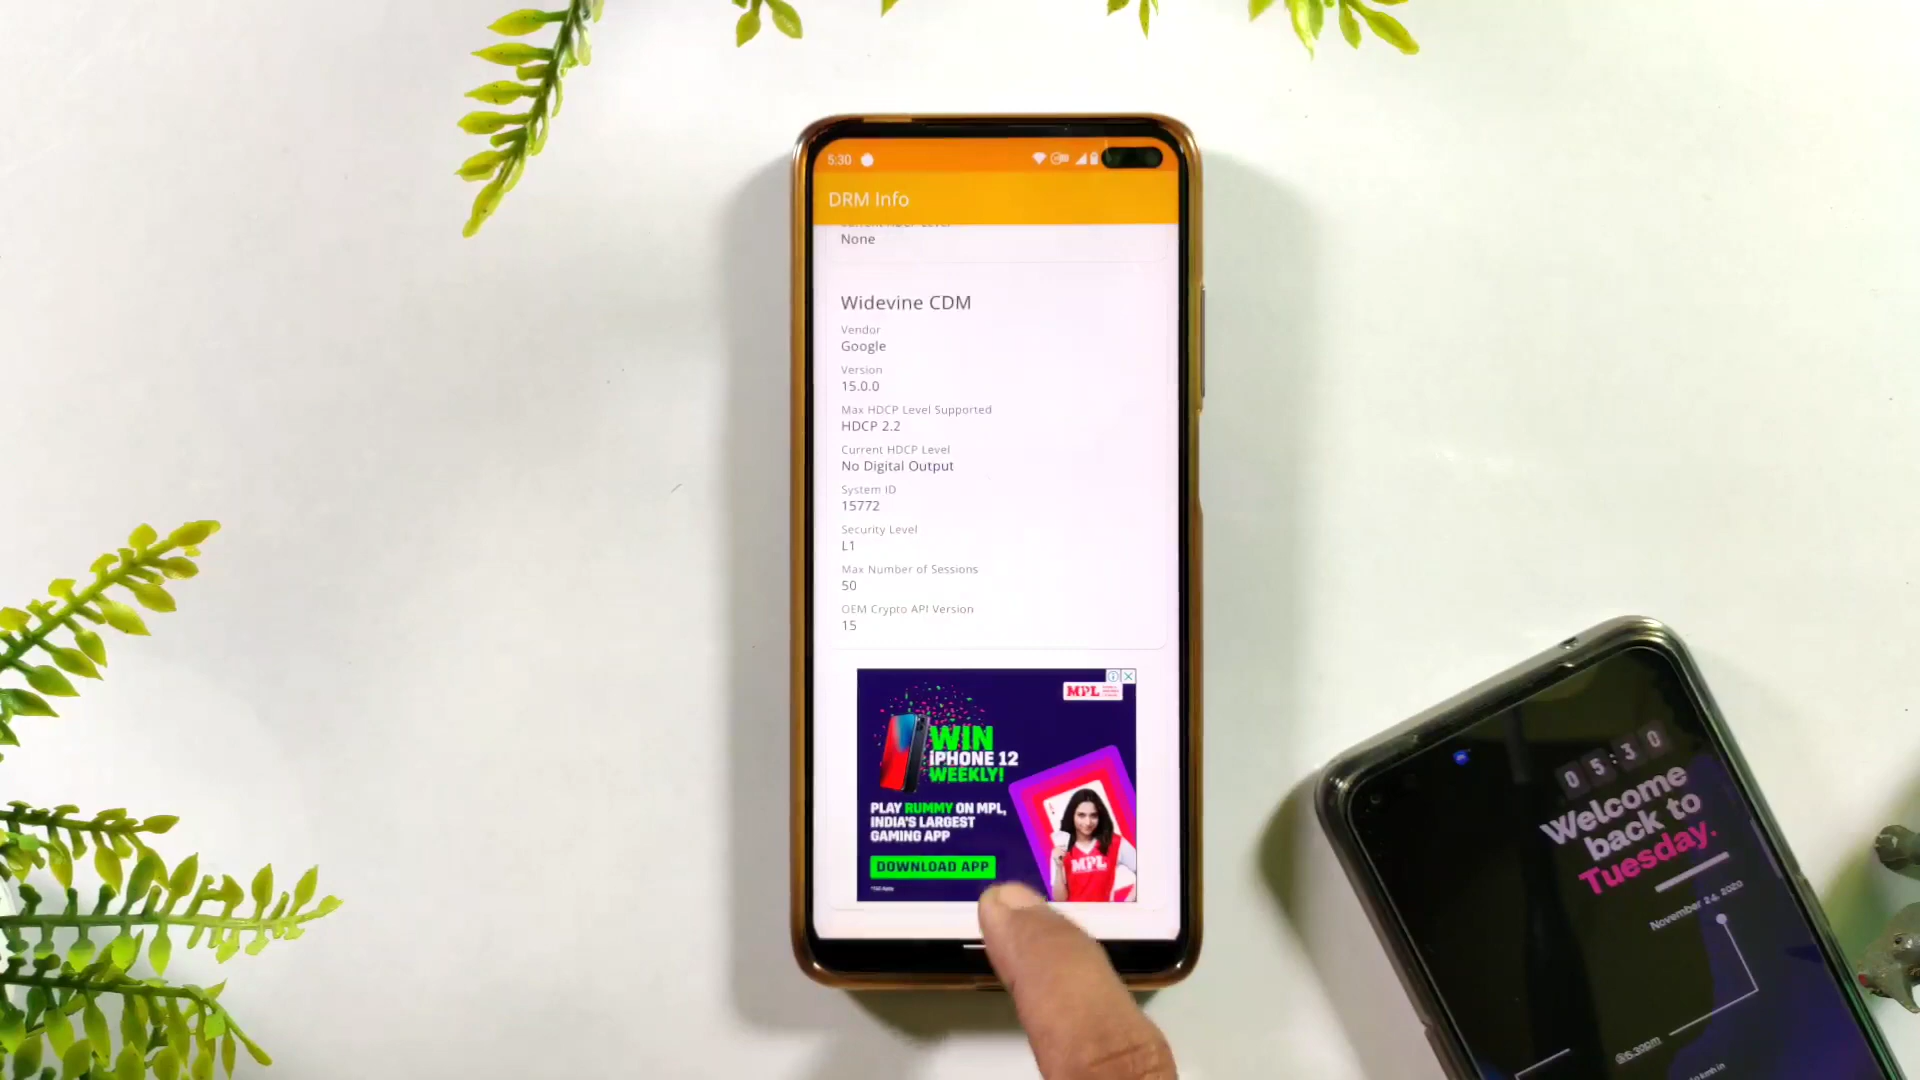 5:30
DRM Info
None
Widevine CDM
Vendor
Google
Version
15.0.0
Max HDCP Level Supported
HDCP 2.2
Current HDCP Level
No Digital Output
System ID
15772
Security Level
L1
Max Number of Sessions
50
OEM Crypto API Version
15
MPL
WIN
iPHONE 12
WEEKLY!
PLAY RUMMY ON MPL,
INDIA'S LARGEST
GAMING APP
DOWNLOAD APP
MPL
05:30
Welcome
back to
Tuesday.
November 24, 2020
@5.30pm